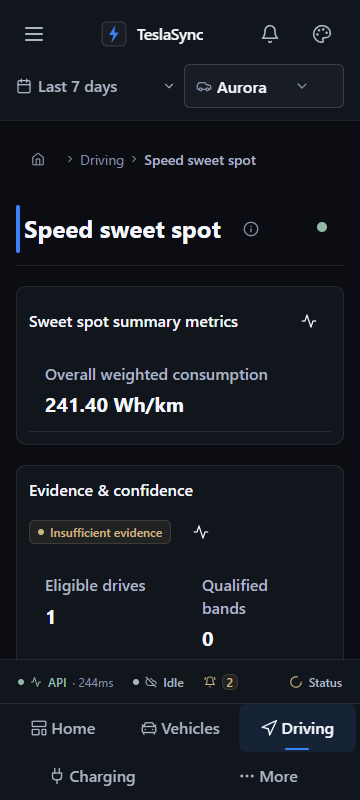 TeslaSync
Last 7 days
Aurora
Driving
Speed sweet spot
Speed sweet spot
Sweet spot summary metrics
Overall weighted consumption
241.40 Wh/km
Evidence & confidence
Insufficient evidence
Eligible drives
1
Qualified
bands
0
API · 244ms
Idle
2
Status
Home
Vehicles
Driving
Charging
More